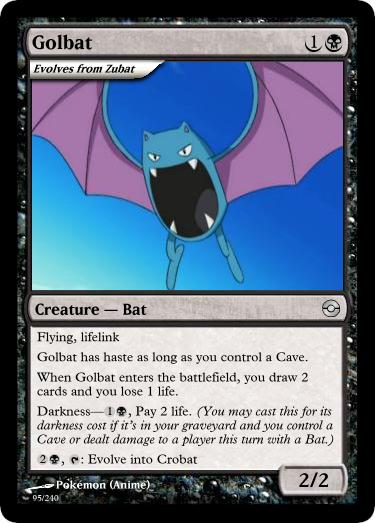 Golbat 1
Evolves from Zubat
Creature — Bat
Flying, lifelink
Golbat has haste as long as you control a Cave.
When Golbat enters the battlefield, you draw 2
cards and you lose 1 life.
Darkness—1, Pay 2 life. (You may cast this for its
darkness cost if it's in your graveyard and you control a
Cave or dealt damage to a player this turn with a Bat.)
2, : Evolve into Crobat
2/2
Pokemon (Anime)
95/240